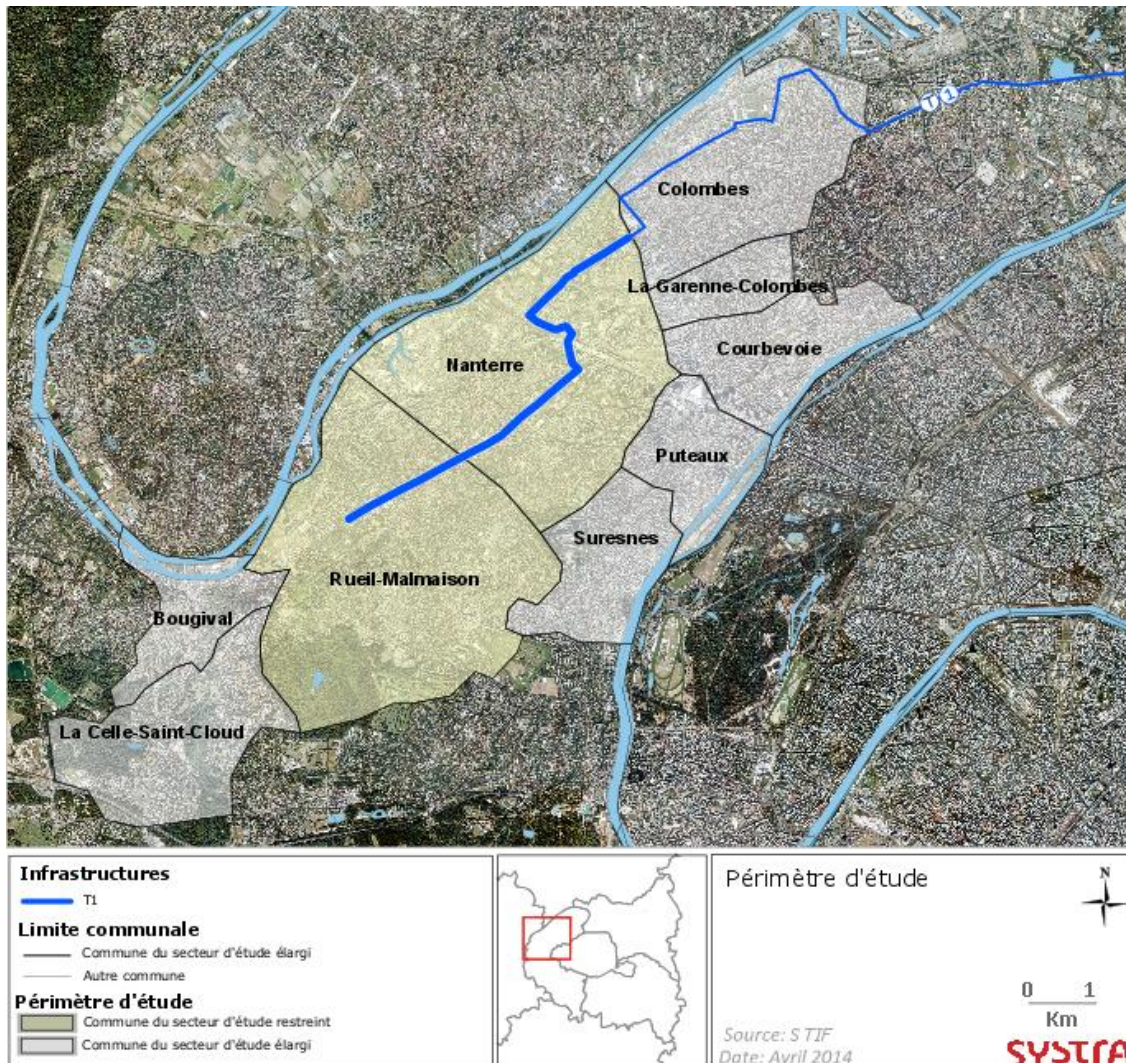 T 1
Colombes
La-Garenne-Colombes
Courbevoie
Nanterre
Puteaux
Suresnes
Rueil-Malmaison
Bougival
La Celle-Saint-Cloud
Infrastructures
T1
Limite communale
Commune du secteur d'étude élargi
Autre commune
Périmètre d'étude
Commune du secteur d'étude restreint
Commune du secteur d'étude élargi
Périmètre d'étude
N
0 1
Km
Source: STIF
Date: Avril 2014
SYSTRA